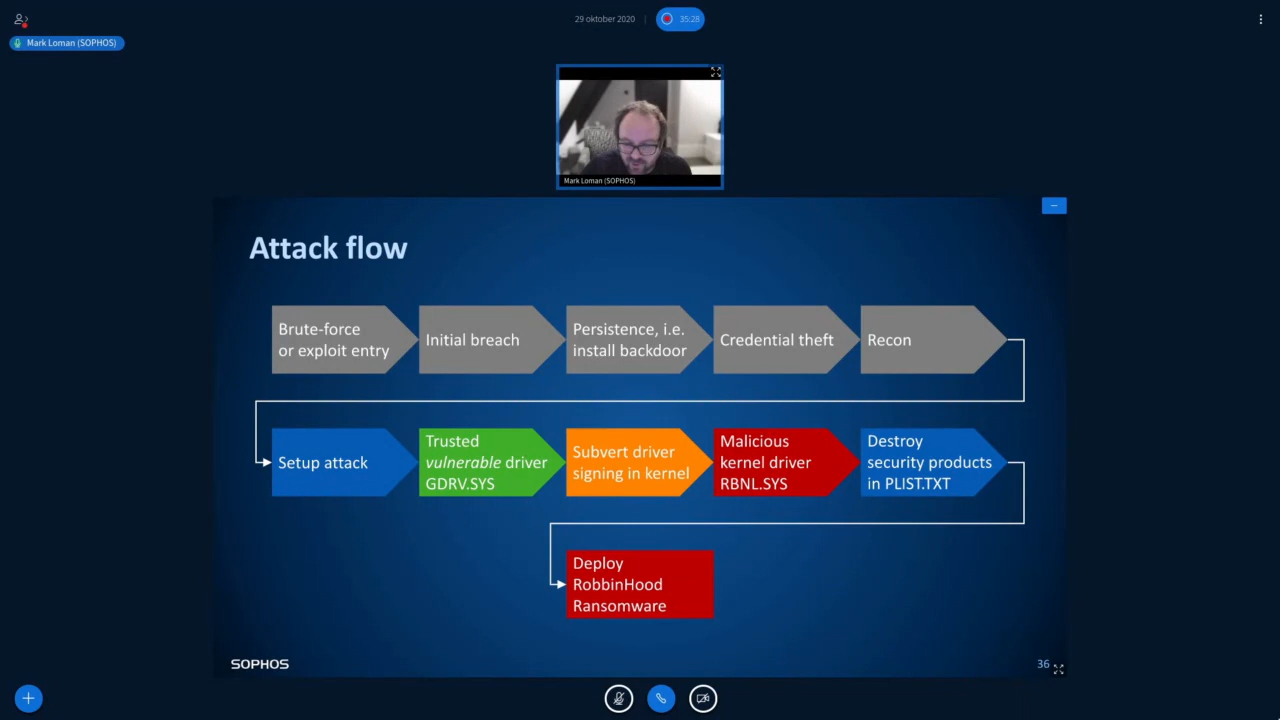 29 oktober 2020
35:28
Mark Loman (SOPHOS)
Mark Loman (SOPHOS)
Attack flow
Brute-force
or exploit entry
Initial breach
Persistence, i.e.
install backdoor
Credential theft
Recon
Setup attack
Trusted
vulnerable driver
GDRV.SYS
Subvert driver
signing in kernel
Malicious
kernel driver
RBNL.SYS
Destroy
security products
in PLIST.TXT
Deploy
RobbinHood
Ransomware
SOPHOS
36